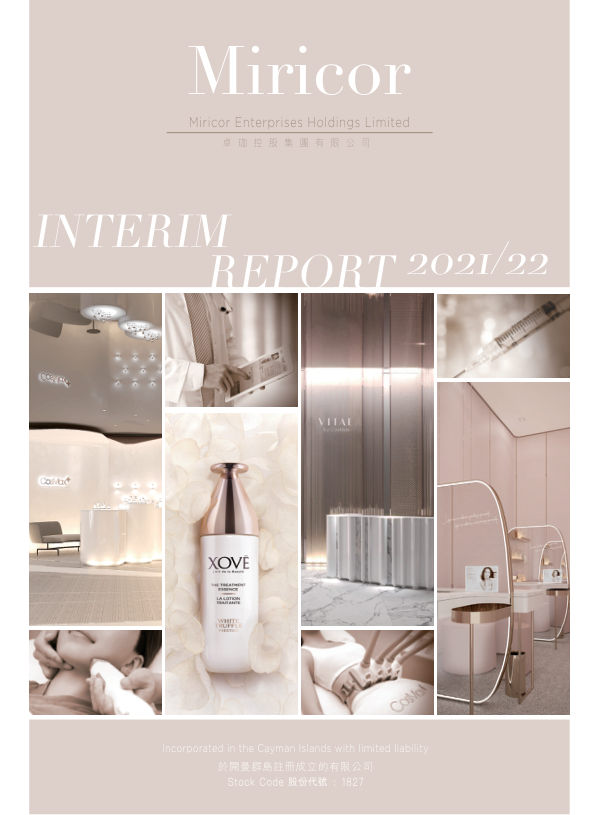 Miricor
Miricor Enterprises Holdings Limited
卓珈控股集團有限公司
INTERIM
REPORT 2021/22
CosMax
CosMax
VITAE
XOVĒ
THE TREATMENT
ESSENCE
LA LOTION
TRAITANTE
WHITE
TRUFFLE
CosMax
Incorporated in the Cayman Islands with limited liability
於開曼群島註冊成立的有限公司
Stock Code 股份代號 : 1827